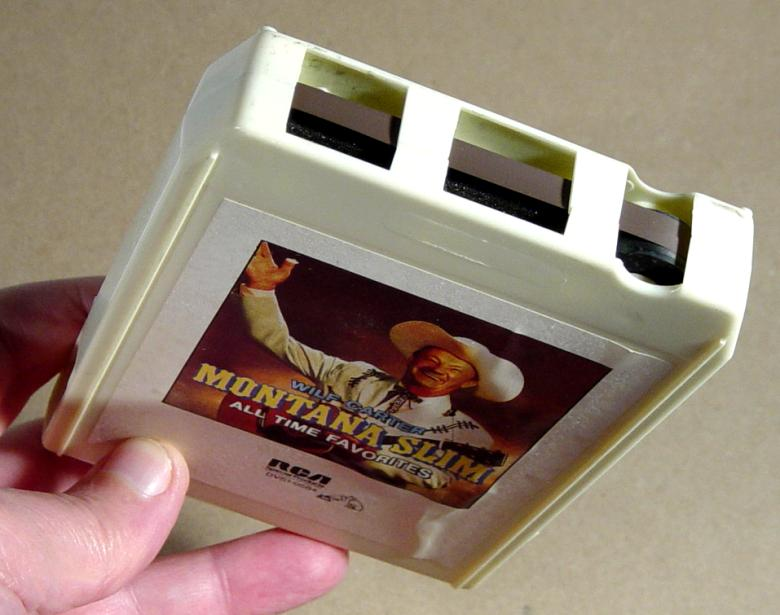 WILF CARTER
MONTANA SLIM
ALL TIME FAVORITES
RCA